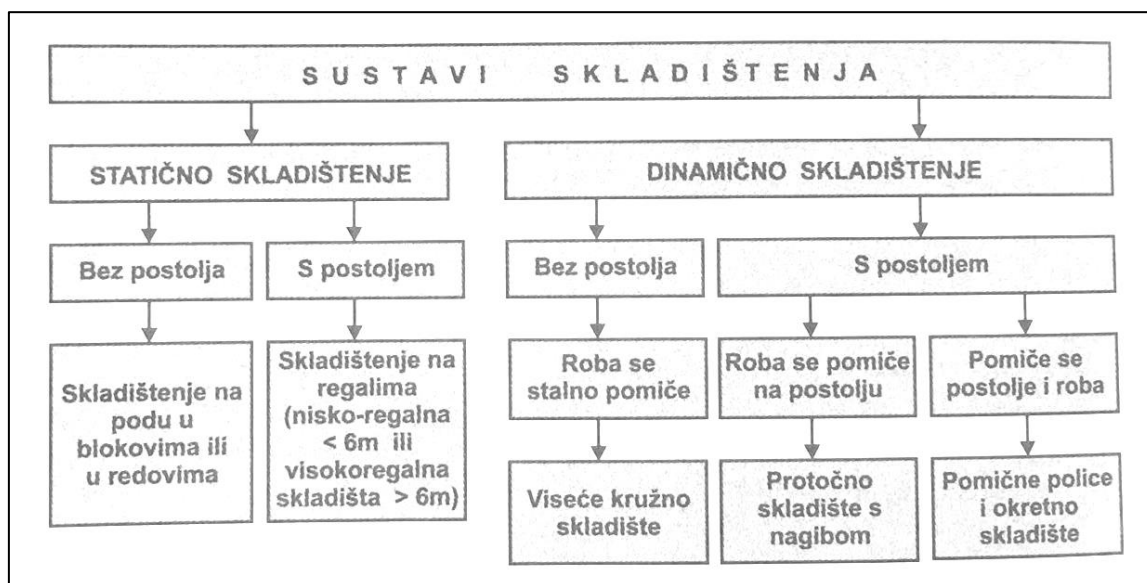 SUSTAVI SKLADIŠTENJA
STATIČNO SKLADIŠTENJE
DINAMIČNO SKLADIŠTENJE
Bez postolja
S postoljem
Bez postolja
S postoljem
Skladištenje na
podu u
blokovima ili
u redovima
Skladištenje na
regalima
(nisko-regalna
< 6m ili
visokoregalna
skladišta > 6m)
Roba se
stalno pomiče
Roba se pomiče
na postolju
Pomiče se
postolje i roba
Viseće kružno
skladište
Protočno
skladište s
nagibom
Pomične police
i okretno
skladište